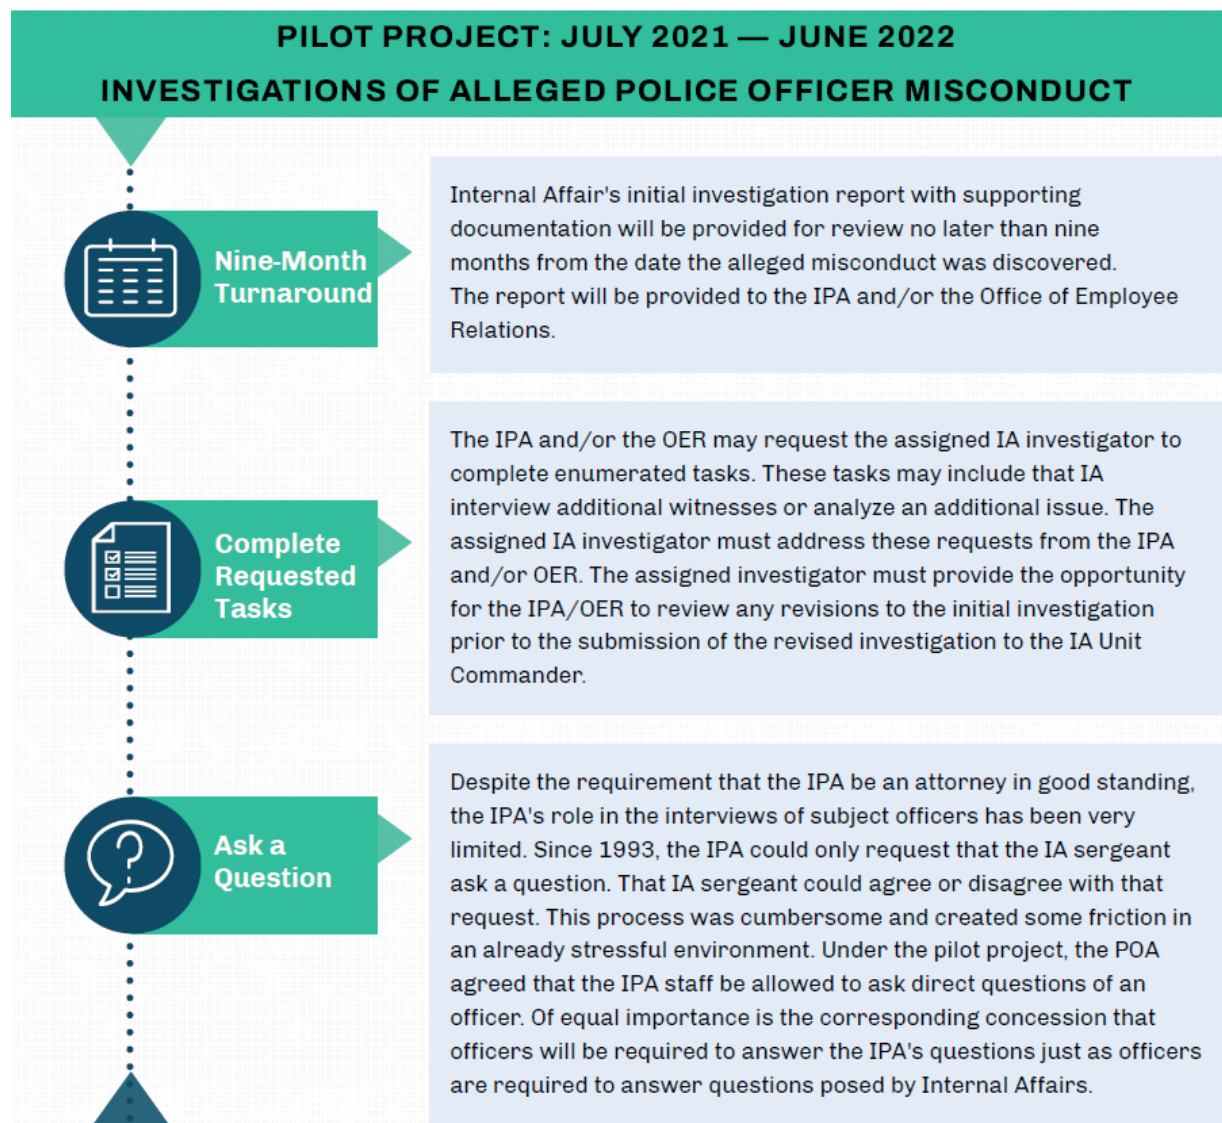 PILOT PROJECT: JULY 2021 — JUNE 2022
INVESTIGATIONS OF ALLEGED POLICE OFFICER MISCONDUCT
Nine-Month
Turnaround
Internal Affair's initial investigation report with supporting
documentation will be provided for review no later than nine
months from the date the alleged misconduct was discovered.
The report will be provided to the IPA and/or the Office of Employee
Relations.
Complete
Requested
Tasks
The IPA and/or the OER may request the assigned IA investigator to
complete enumerated tasks. These tasks may include that IA
interview additional witnesses or analyze an additional issue. The
assigned IA investigator must address these requests from the IPA
and/or OER. The assigned investigator must provide the opportunity
for the IPA/OER to review any revisions to the initial investigation
prior to the submission of the revised investigation to the IA Unit
Commander.
Ask a
Question
Despite the requirement that the IPA be an attorney in good standing,
the IPA's role in the interviews of subject officers has been very
limited. Since 1993, the IPA could only request that the IA sergeant
ask a question. That IA sergeant could agree or disagree with that
request. This process was cumbersome and created some friction in
an already stressful environment. Under the pilot project, the POA
agreed that the IPA staff be allowed to ask direct questions of an
officer. Of equal importance is the corresponding concession that
officers will be required to answer the IPA's questions just as officers
are required to answer questions posed by Internal Affairs.